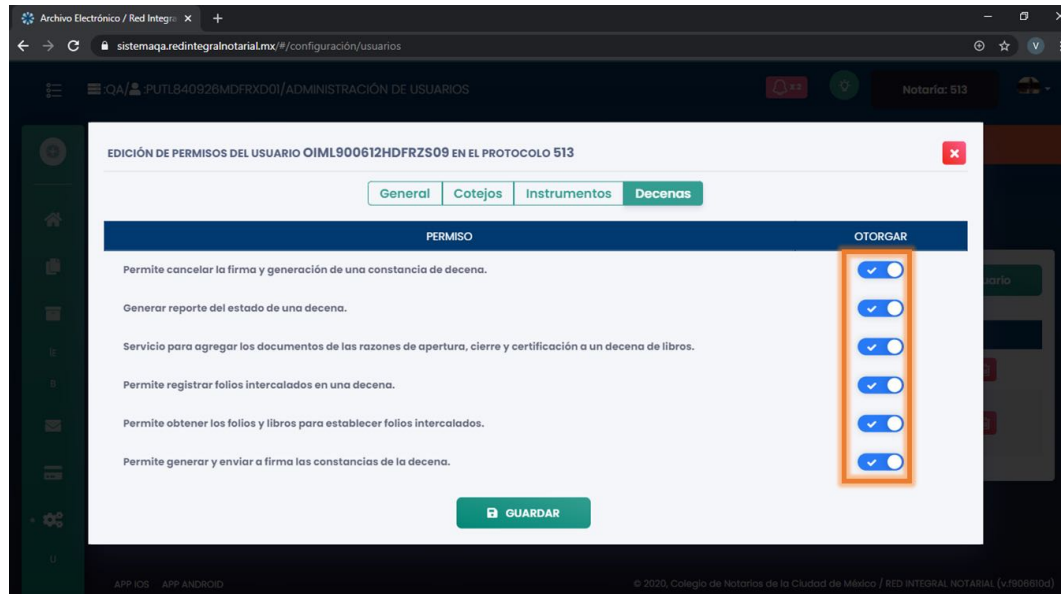 Archivo Electrónico / Red Integra
sistemaqa.redintegralnotarial.mx/#/configuración/usuarios
V
:QA/ :PUTL840926MDFRXD01/ADMINISTRACIÓN DE USUARIOS
Notaría: 513
EDICIÓN DE PERMISOS DEL USUARIO OIML900612HDFRZS09 EN EL PROTOCOLO 513
General Cotejos Instrumentos Decenas
PERMISO OTORGAR
Permite cancelar la firma y generación de una constancia de decena.
Generar reporte del estado de una decena.
uario
Servicio para agregar los documentos de las razones de apertura, cierre y certificación a un decena de libros.
Permite registrar folios intercalados en una decena.
Permite obtener los folios y libros para establecer folios intercalados.
Permite generar y enviar a firma las constancias de la decena.
GUARDAR
U
APP IOS APP ANDROID
© 2020, Colegio de Notarios de la Ciudad de México / RED INTEGRAL NOTARIAL (v.f906610d)